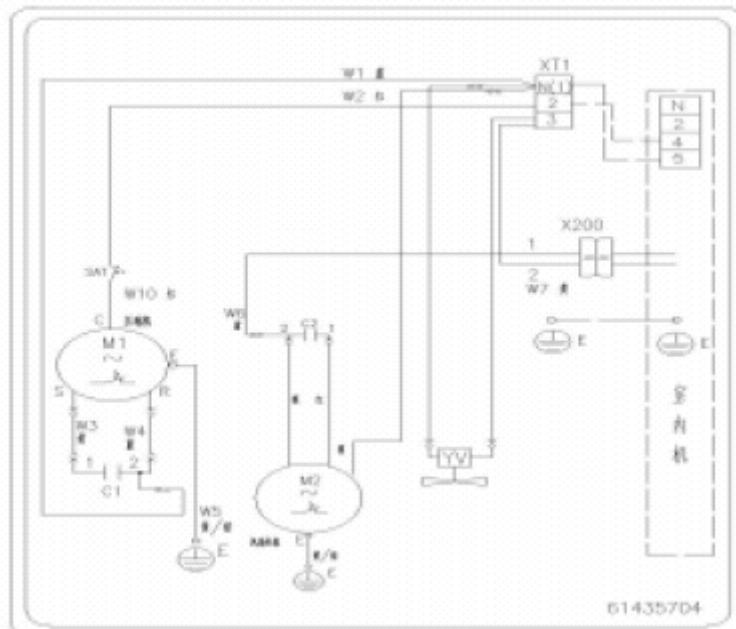 XT1
W1
N(1)
W2
2
3
N
2
4
5
X200
1
2
W7
SAT
W10
C
M1
E
S
R
W3
W4
1
2
C1
W5
E
W6
2
C2
1
M2
E
E
YV
E
E
室
内
机
61435704